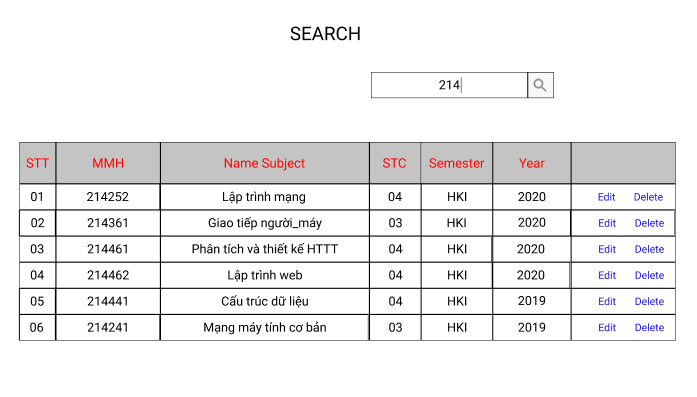 SEARCH
214
STT MMH Name Subject STC Semester Year
01 214252 Lập trình mạng 04 HKI 2020 Edit Delete
02 214361 Giao tiếp người_máy 03 HKI 2020 Edit Delete
03 214461 Phân tích và thiết kế HTTT 04 HKI 2020 Edit Delete
04 214462 Lập trình web 04 HKI 2020 Edit Delete
05 214441 Cấu trúc dữ liệu 04 HKI 2019 Edit Delete
06 214241 Mạng máy tính cơ bản 03 HKI 2019 Edit Delete